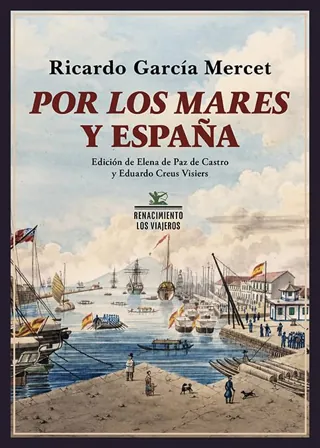 Ricardo García Mercet
POR LOS MARES
Y ESPAÑA
Edición de Elena de Paz de Castro
y Eduardo Creus Visiers
RENACIMIENTO
LOS VIAJEROS